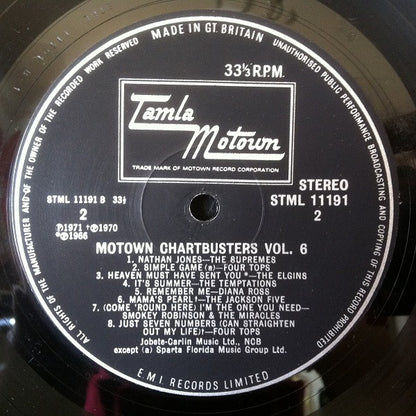 ALL RIGHTS OF THE MANUFACTURER AND OF THE OWNER OF THE RECORDED WORK RESERVED
MADE IN GT. BRITAIN
UNAUTHORISED PUBLIC PERFORMANCE BROADCASTING AND COPYING OF THIS RECORD PROHIBITED
33⅓ R.P.M.
Tamla
Motown
TRADE MARK OF MOTOWN RECORD CORPORATION
STML 11191 B 33⅓
2
℗1971 †℗1970
*℗1966
STEREO
STML 11191
2
MOTOWN CHARTBUSTERS VOL. 6
1. NATHAN JONES—THE SUPREMES
2. SIMPLE GAME (a)—FOUR TOPS
3. HEAVEN MUST HAVE SENT YOU*—THE ELGINS
4. IT'S SUMMER—THE TEMPTATIONS
5. REMEMBER ME—DIANA ROSS
6. MAMA'S PEARL†—THE JACKSON FIVE
7. (COME 'ROUND HERE) I'M THE ONE YOU NEED—
SMOKEY ROBINSON & THE MIRACLES
8. JUST SEVEN NUMBERS (CAN STRAIGHTEN
OUT MY LIFE)†—FOUR TOPS
Jobete-Carlin Music Ltd., NCB
except (a) Sparta Florida Music Group Ltd.
E.M.I. RECORDS LIMITED